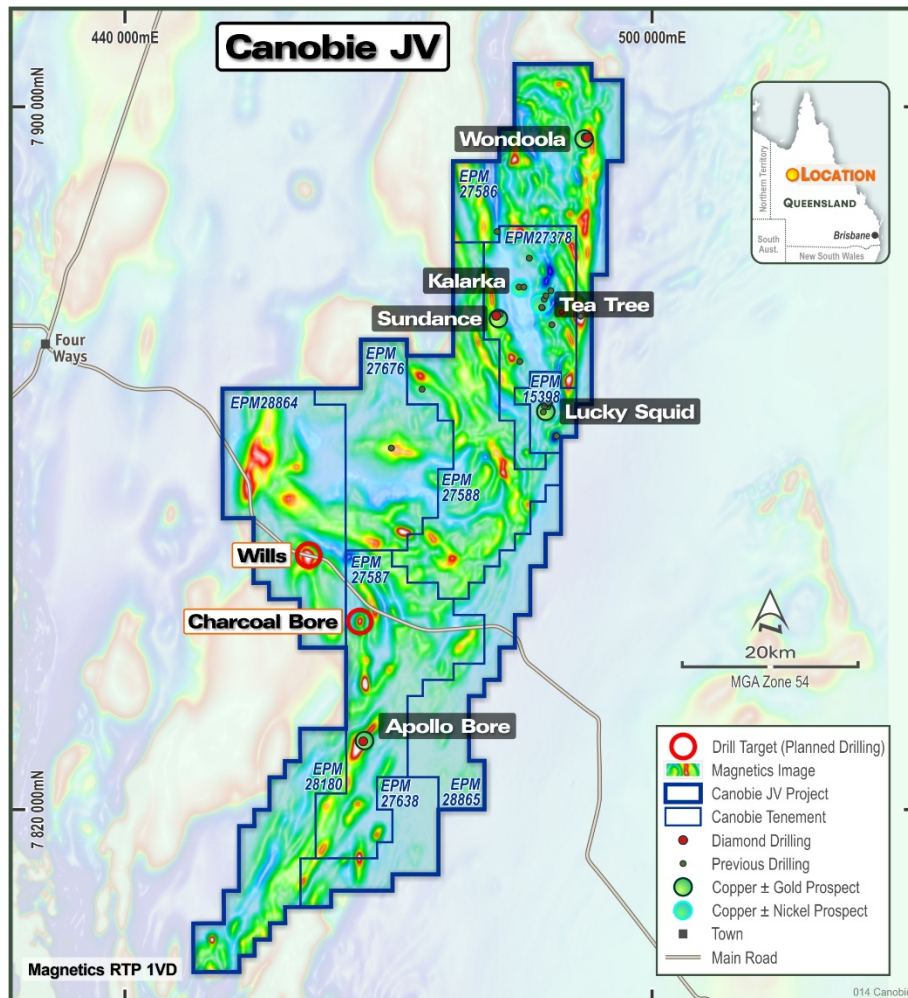 440 000mE
500 000mE
Canobie JV
7 900 000mN
Wondoola
EPM
27586
EPM27378
Kalarka
Tea Tree
Sundance
Four
Ways
EPM
27676
EPM
15398
EPM28864
Lucky Squid
EPM
27588
Wills
EPM
27587
Charcoal Bore
Apollo Bore
EPM
28180
EPM
27638
EPM
28865
7 820 000mN
Magnetics RTP 1VD
Northern Territory
LOCATION
QUEENSLAND
Brisbane
South
Aust.
New South Wales
N
20km
MGA Zone 54
Drill Target (Planned Drilling)
Magnetics Image
Canobie JV Project
Canobie Tenement
Diamond Drilling
Previous Drilling
Copper ± Gold Prospect
Copper ± Nickel Prospect
Town
Main Road
014 Canobie